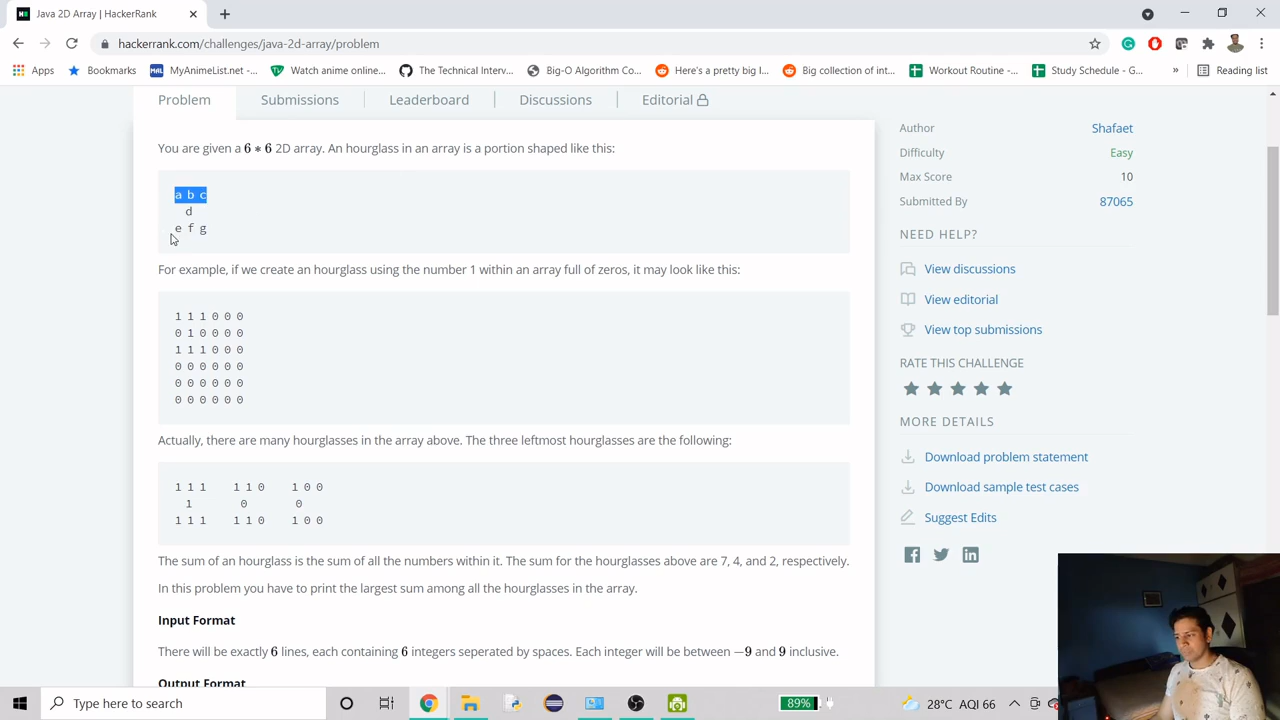 Java 2D Array | HackerRank
hackerrank.com/challenges/java-2d-array/problem
Apps
Bookmarks
MyAnimeList.net -...
Watch anime online...
The Technical Interv...
Big-O Algorithm Co...
Here's a pretty big l...
Big collection of int...
Workout Routine -...
Study Schedule - G...
»
Reading list
Problem
Submissions
Leaderboard
Discussions
Editorial
You are given a 6 * 6 2D array. An hourglass in an array is a portion shaped like this:
a b c
d
e f g
For example, if we create an hourglass using the number 1 within an array full of zeros, it may look like this:
1 1 1 0 0 0
0 1 0 0 0 0
1 1 1 0 0 0
0 0 0 0 0 0
0 0 0 0 0 0
0 0 0 0 0 0
Actually, there are many hourglasses in the array above. The three leftmost hourglasses are the following:
1 1 1 1 1 0 1 0 0
1 0 0
1 1 1 1 1 0 1 0 0
The sum of an hourglass is the sum of all the numbers within it. The sum for the hourglasses above are 7, 4, and 2, respectively.
In this problem you have to print the largest sum among all the hourglasses in the array.
Input Format
There will be exactly 6 lines, each containing 6 integers seperated by spaces. Each integer will be between −9 and 9 inclusive.
Output Format
Author Shafaet
Difficulty Easy
Max Score 10
Submitted By 87065
NEED HELP?
View discussions
View editorial
View top submissions
RATE THIS CHALLENGE
MORE DETAILS
Download problem statement
Download sample test cases
Suggest Edits
Type here to search
89%
28°C AQI 66